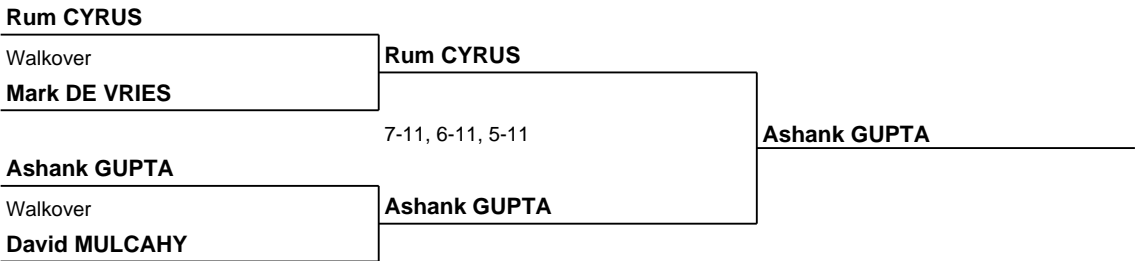 Rum CYRUS
Walkover
Rum CYRUS
Mark DE VRIES
7-11, 6-11, 5-11
Ashank GUPTA
Ashank GUPTA
Walkover
Ashank GUPTA
David MULCAHY